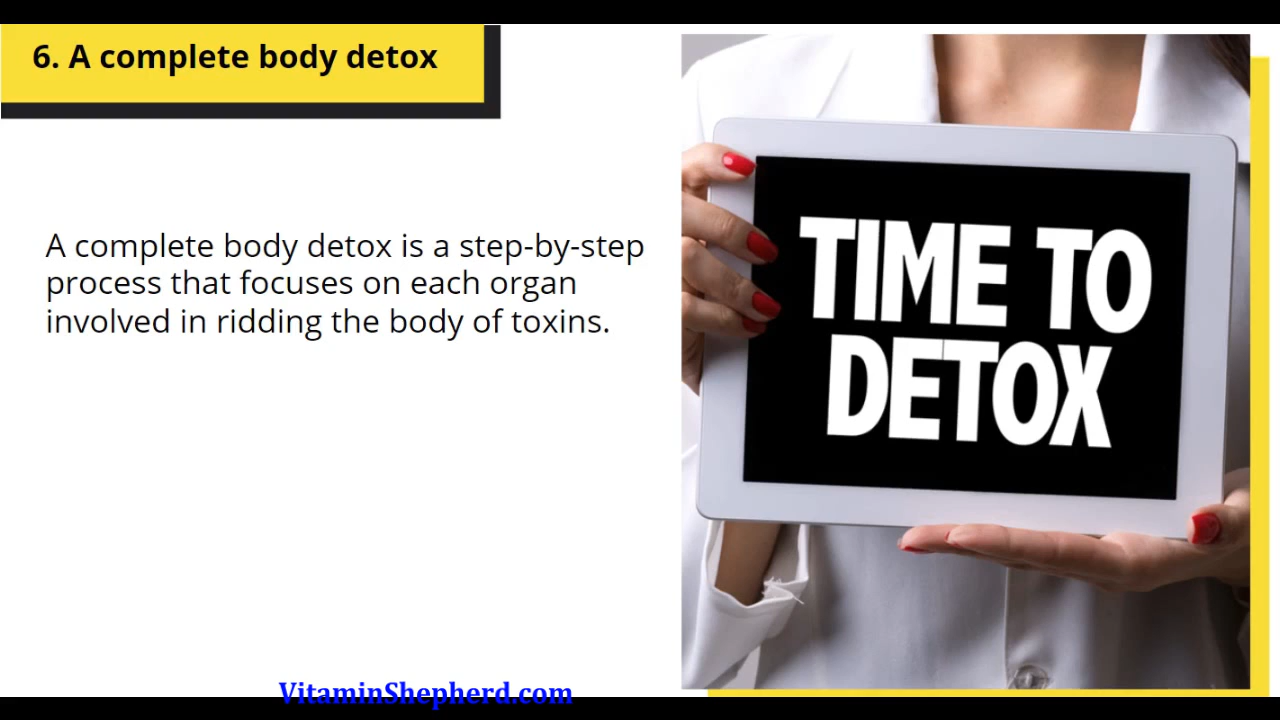 6. A complete body detox
A complete body detox is a step-by-step
process that focuses on each organ
involved in ridding the body of toxins.
TIME TO
DETOX
VitaminShepherd.com